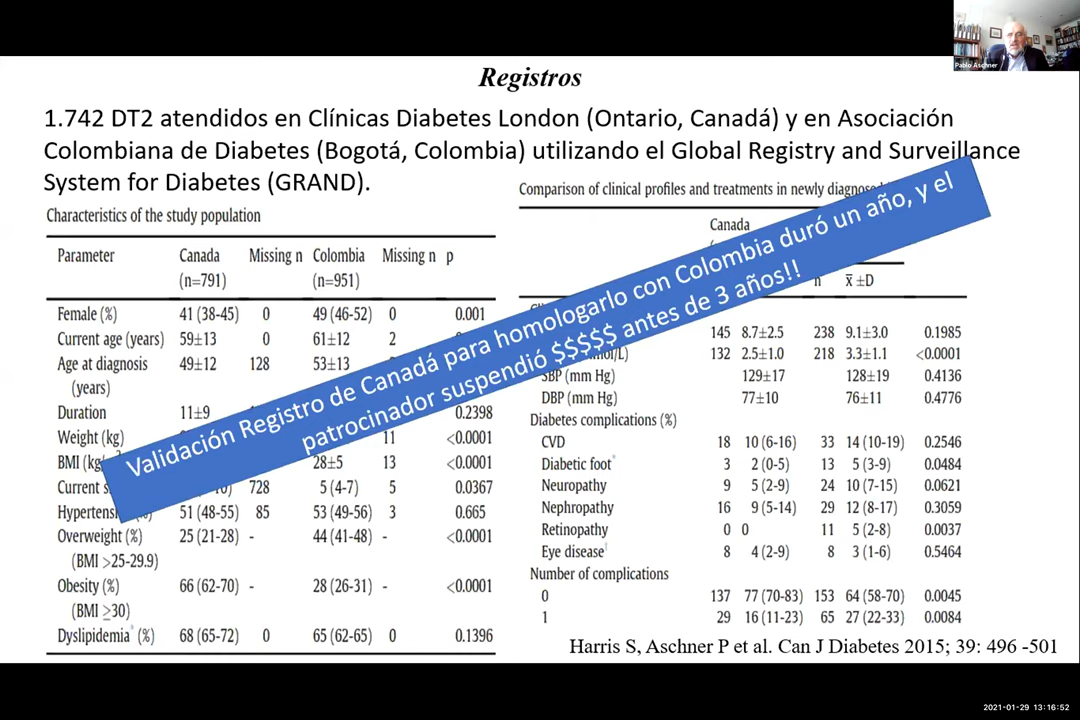 Pablo Aschner
Registros
1.742 DT2 atendidos en Clínicas Diabetes London (Ontario, Canadá) y en Asociación
Colombiana de Diabetes (Bogotá, Colombia) utilizando el Global Registry and Surveillance
System for Diabetes (GRAND).
Characteristics of the study population
Parameter Canada Missing n Colombia Missing n p
(n=791) (n=951)
Female (%) 41 (38-45) 0 49 (46-52) 0 0.001
Current age (years) 59±13 0 61±12 2
Age at diagnosis 49±12 128 53±13
(years)
Duration 11±9 0.2398
Weight (kg) 11 <0.0001
BMI 28±5 13 <0.0001
Current 728 5 (4-7) 5 0.0367
51 (48-55) 85 53 (49-56) 3 0.665
Overweight (%) 25 (21-28) - 44 (41-48) - <0.0001
(BMI >25-29.9)
Obesity (%) 66 (62-70) - 28 (26-31) - <0.0001
(BMI ≥30)
Dyslipidemia* (%) 68 (65-72) 0 65 (62-65) 0 0.1396
Comparison of clinical profiles and treatments in newly
Canada
n x̅ ±D
145 8.7±2.5 238 9.1±3.0 0.1985
132 2.5±1.0 218 3.3±1.1 <0.0001
SBP (mm Hg) 129±17 128±19 0.4136
DBP (mm Hg) 77±10 76±11 0.4776
Diabetes complications (%)
CVD 18 10 (6-16) 33 14 (10-19) 0.2546
Diabetic foot* 3 2 (0-5) 13 5 (3-9) 0.0484
Neuropathy 9 5 (2-9) 24 10 (7-15) 0.0621
Nephropathy 16 9 (5-14) 29 12 (8-17) 0.3059
Retinopathy 0 0 11 5 (2-8) 0.0037
Eye disease† 8 4 (2-9) 8 3 (1-6) 0.5464
Number of complications
0 137 77 (70-83) 153 64 (58-70) 0.0045
1 29 16 (11-23) 65 27 (22-33) 0.0084
Validación Registro de Canadá para homologarlo con Colombia duró un año, y el
patrocinador suspendió $$$$$ antes de 3 años!!
Harris S, Aschner P et al. Can J Diabetes 2015; 39: 496 -501
2021-01-29 13:16:52